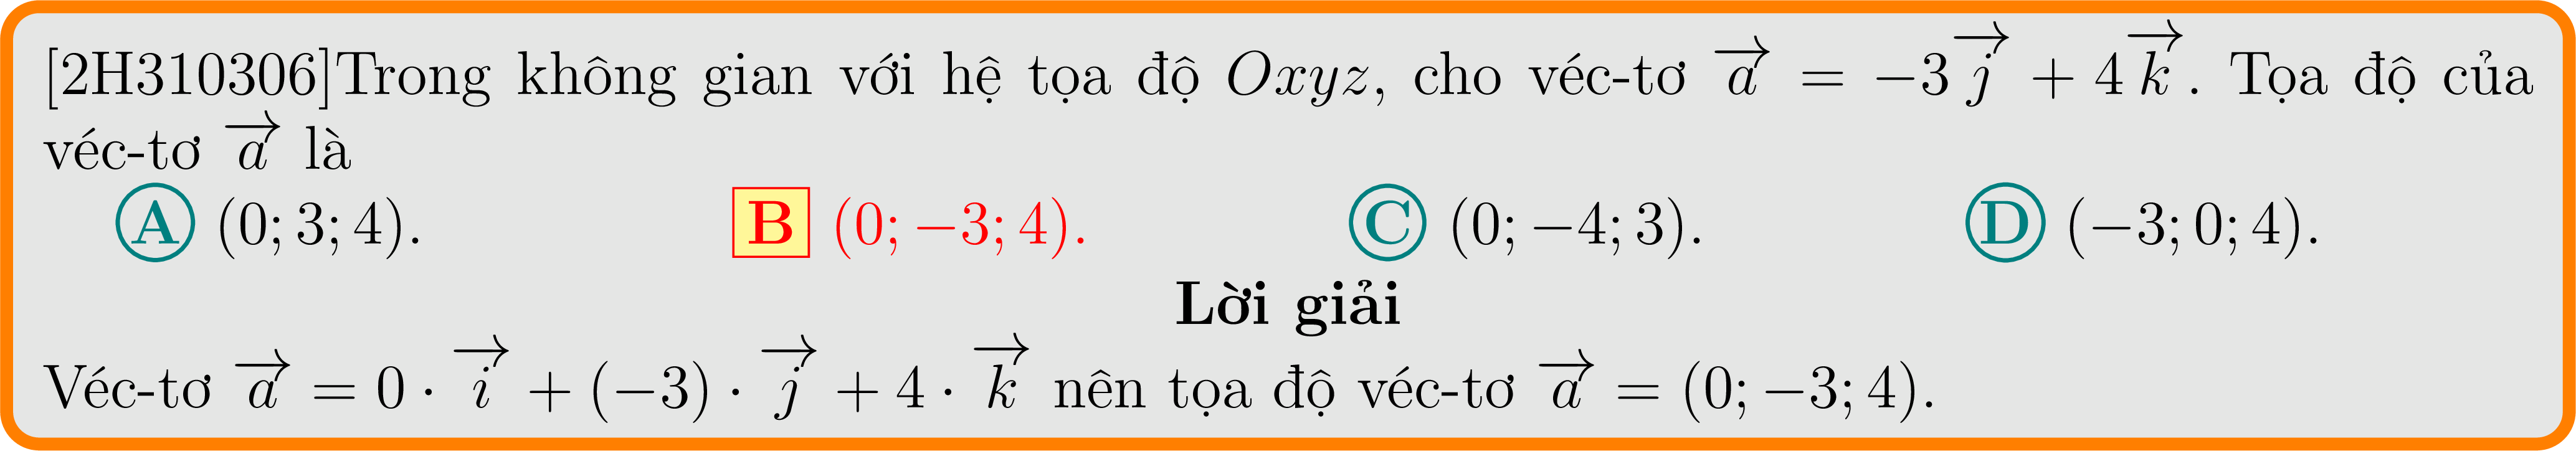 [2H310306]Trong không gian với hệ tọa độ Oxyz, cho véc-tơ $\overrightarrow{a} = -3\overrightarrow{j} + 4\overrightarrow{k}$. Tọa độ của
véc-tơ $\overrightarrow{a}$ là
A (0; 3; 4). B (0; −3; 4). C (0; −4; 3). D (−3; 0; 4).
Lời giải
Véc-tơ $\overrightarrow{a} = 0 \cdot \overrightarrow{i} + (-3) \cdot \overrightarrow{j} + 4 \cdot \overrightarrow{k}$ nên tọa độ véc-tơ $\overrightarrow{a} = (0; -3; 4)$.